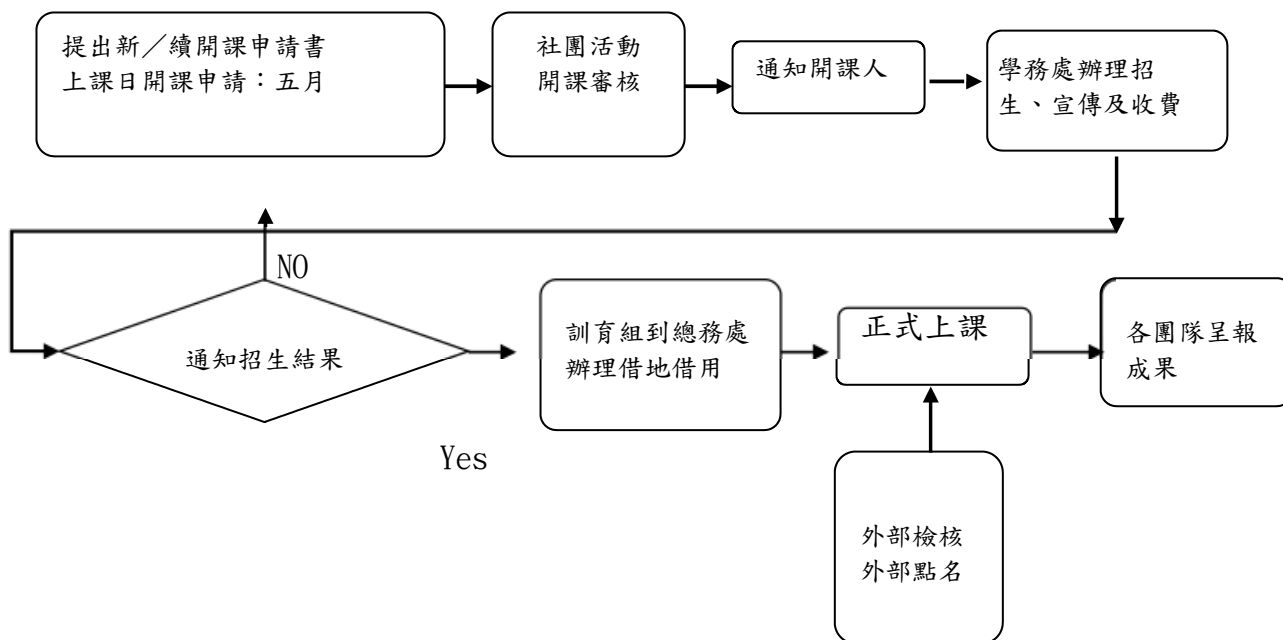 提出新／續開課申請書
上課日開課申請：五月
社團活動
開課審核
通知開課人
學務處辦理招
生、宣傳及收費
NO
通知招生結果
Yes
訓育組到總務處
辦理借地借用
正式上課
各團隊呈報
成果
外部檢核
外部點名